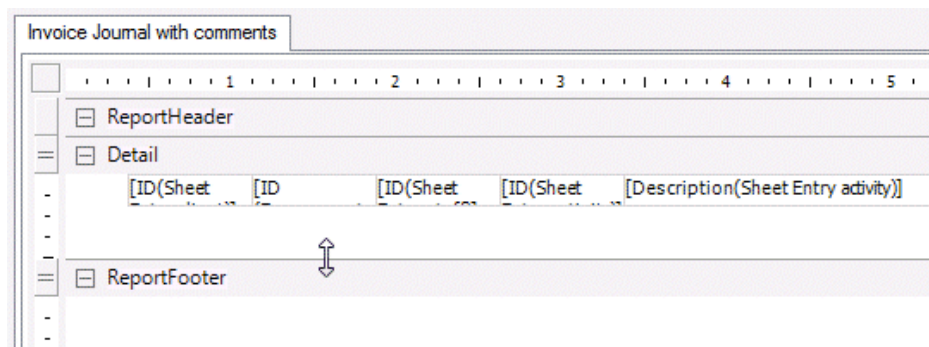 Invoice Journal with comments
1 2 3 4 5
ReportHeader
Detail
[ID(Sheet [ID [ID(Sheet [ID(Sheet [Description(Sheet Entry activity)]
ReportFooter